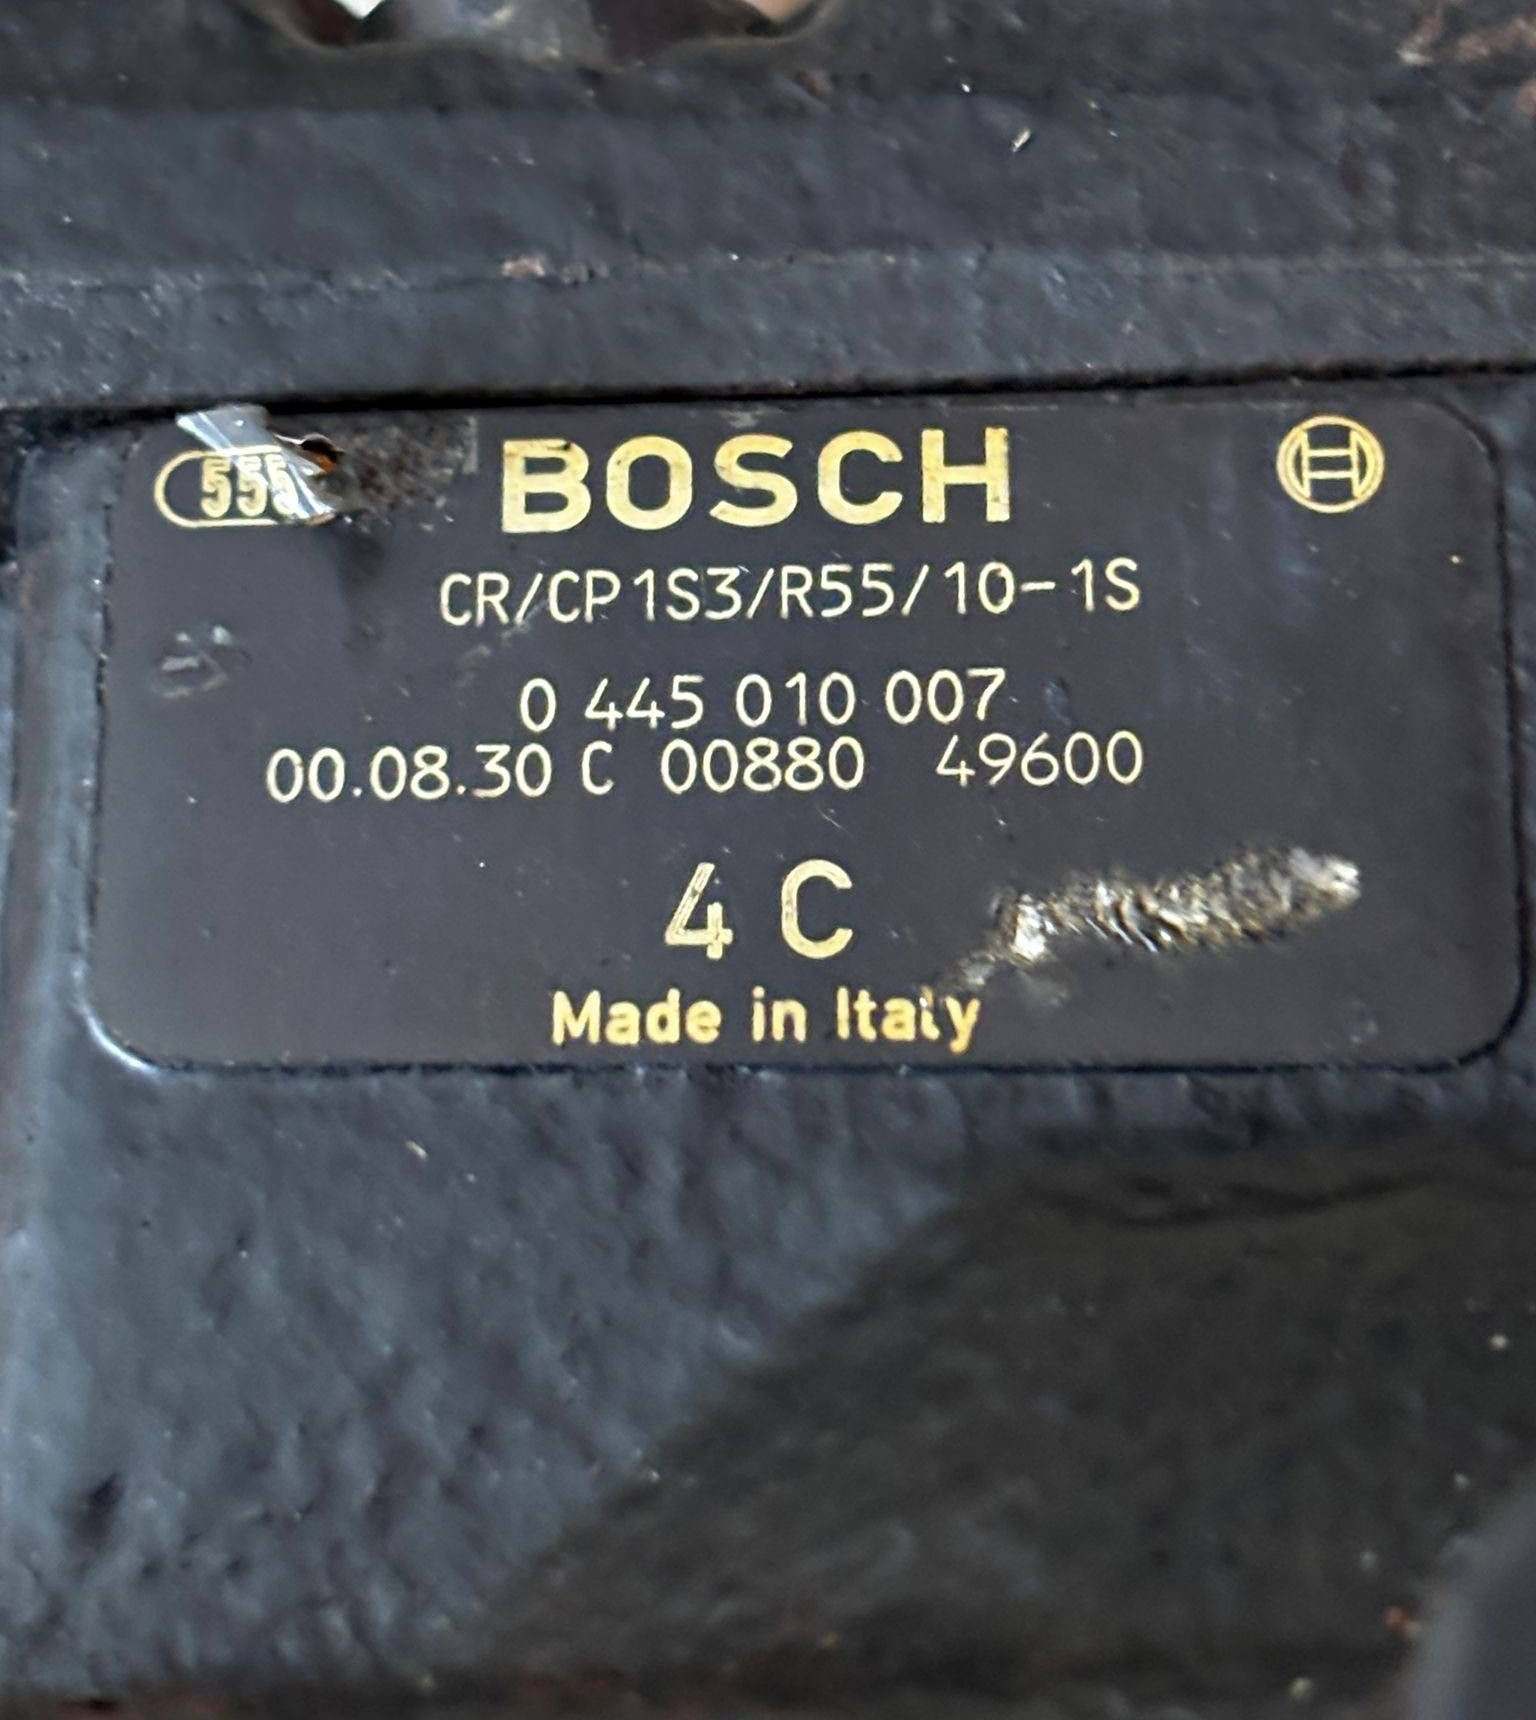 555 BOSCH
CR/CP1S3/R55/10-1S
0 445 010 007
00.08.30 C 00880 49600
4 C
Made in Italy